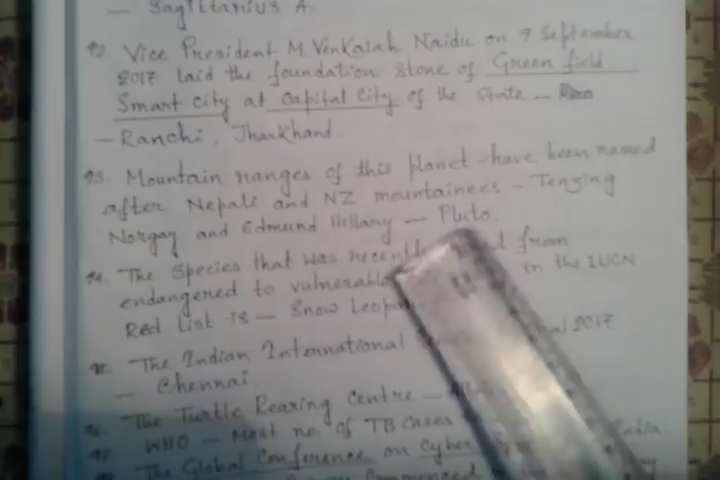 — Sagittarius A.
92. Vice President M Venkaiah Naidu on 9 September
2017 laid the foundation stone of Green field
Smart city at Capital City of the state —
— Ranchi, Jharkhand.
93. Mountain ranges of this planet have been named
after Nepali and NZ mountainees — Tenzing
Norgay and Edmund Hillary — Pluto.
94. The Species that was from
endangered to vulnerable in the IUCN
Red List is — Snow
95. The Indian International 2017
— Chennai.
96. The Turtle Rearing Centre —
97. WHO — Most no. of TB cases
98. The Global Conference on Cyber
Commenced